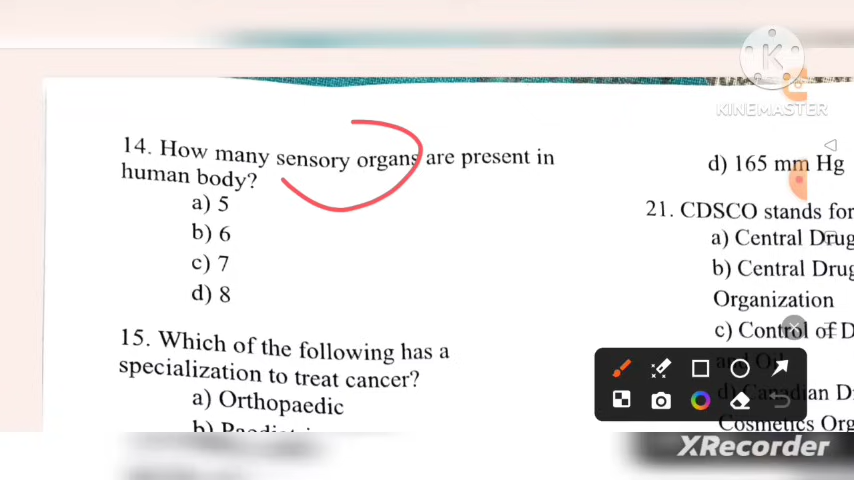 KINEMASTER
14. How many sensory organs are present in
human body?
a) 5
b) 6
c) 7
d) 8
15. Which of the following has a
specialization to treat cancer?
a) Orthopaedic
d) 165 mm Hg
21. CDSCO stands for
a) Central Drug
b) Central Drug
Organization
c) Control of D
and
d) Canadian D
Cosmetics Org
XRecorder